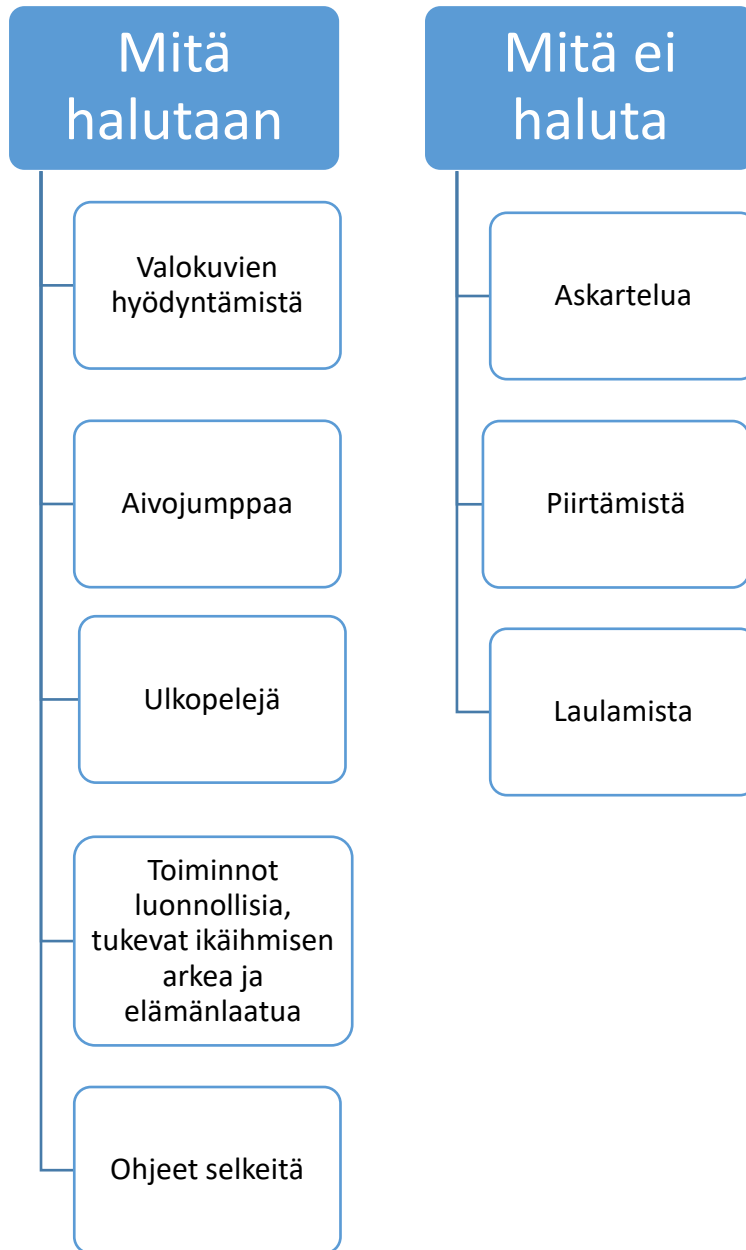 Mitä
halutaan
Valokuvien
hyödyntämistä
Aivojumppaa
Ulkopelejä
Toiminnot
luonnollisia,
tukevat ikäihmisen
arkea ja
elämänlaatua
Ohjeet selkeitä
Mitä ei
haluta
Askartelua
Piirtämistä
Laulamista